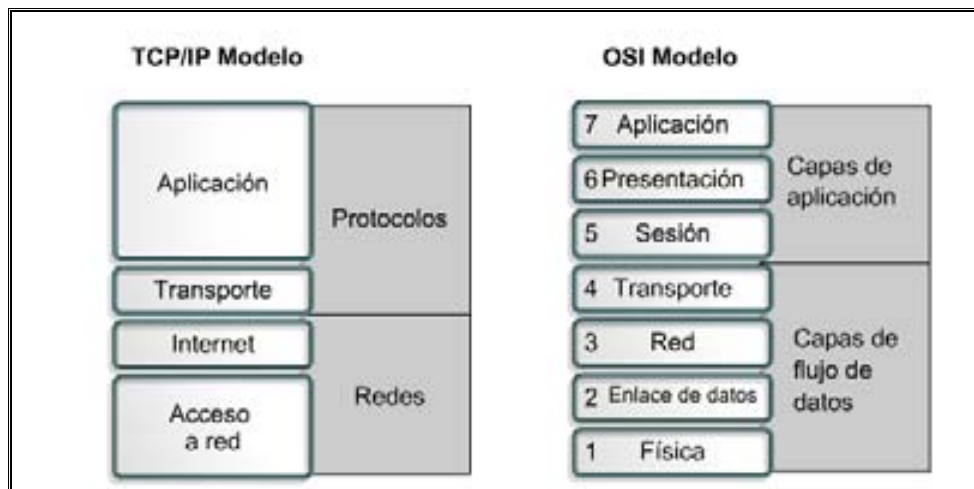 TCP/IP Modelo
Aplicación
Transporte
Internet
Acceso
a red
Protocolos
Redes
OSI Modelo
7 Aplicación
6 Presentación
5 Sesión
4 Transporte
3 Red
2 Enlace de datos
1 Física
Capas de
aplicación
Capas de
flujo de
datos